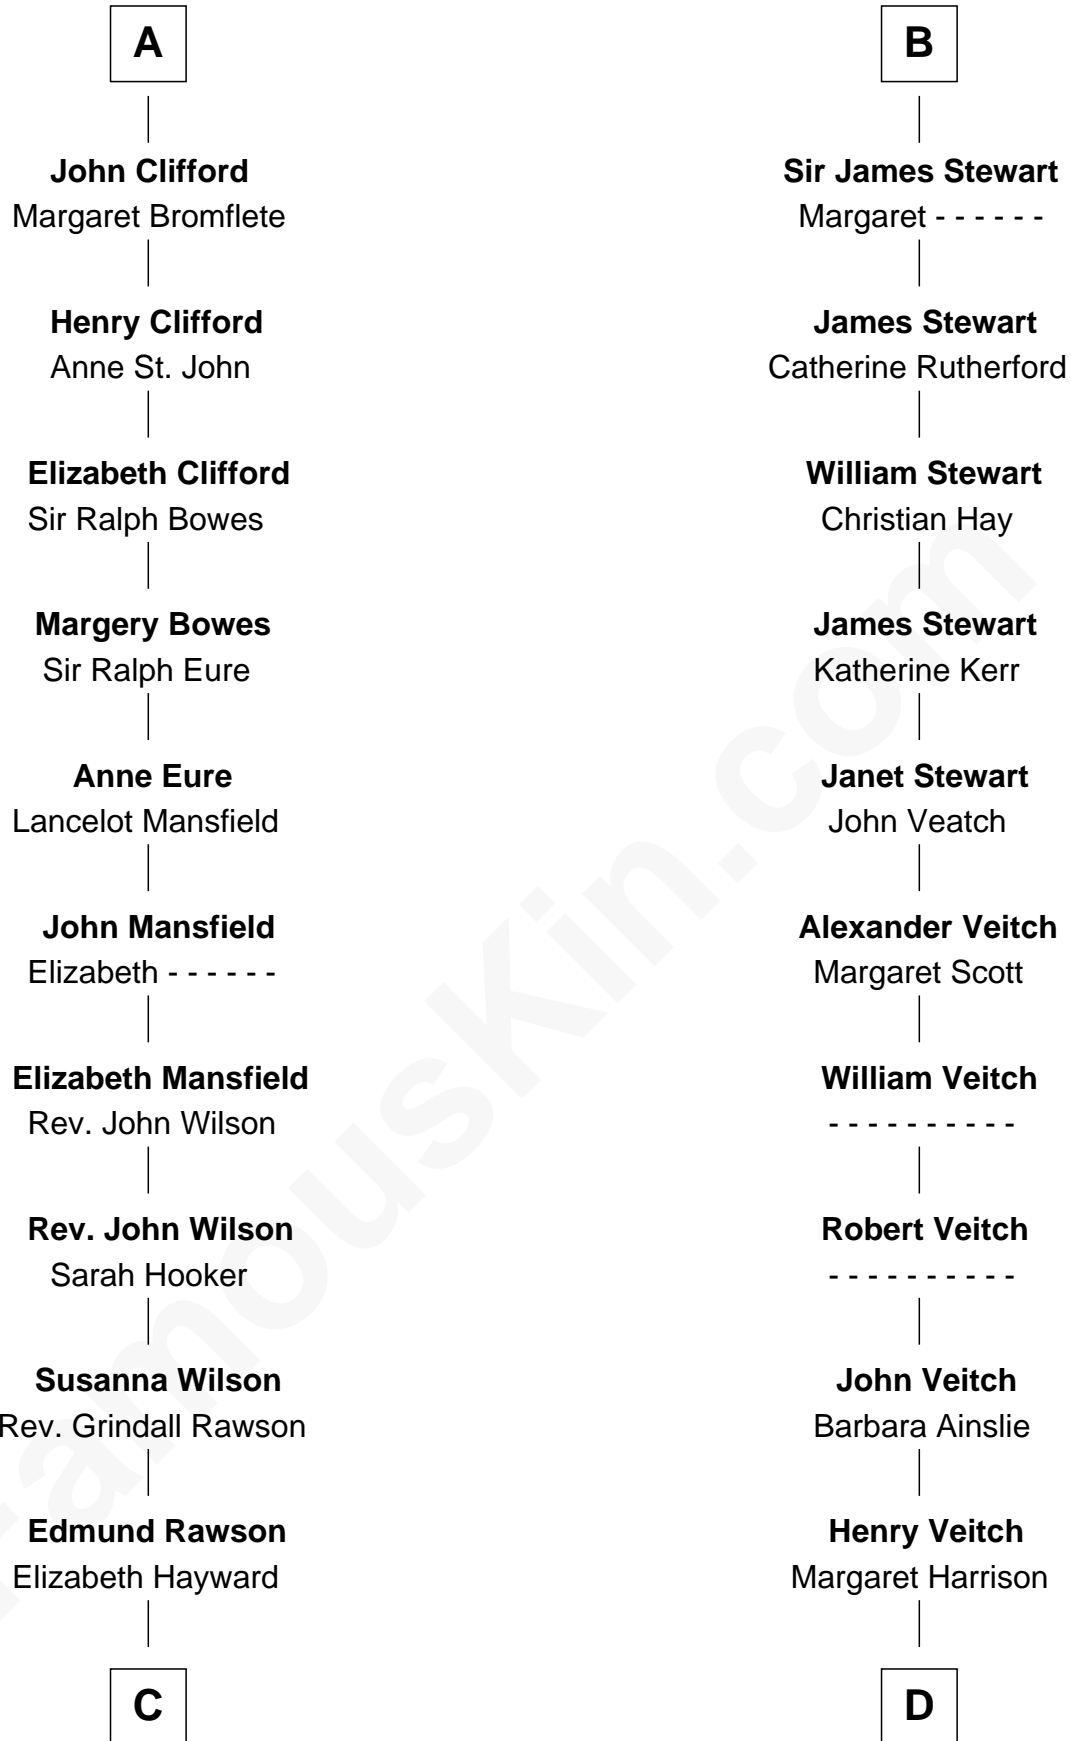 A
John Clifford
Margaret Bromflete
Henry Clifford
Anne St. John
Elizabeth Clifford
Sir Ralph Bowes
Margery Bowes
Sir Ralph Eure
Anne Eure
Lancelot Mansfield
John Mansfield
Elizabeth - - - - - -
Elizabeth Mansfield
Rev. John Wilson
Rev. John Wilson
Sarah Hooker
Susanna Wilson
Rev. Grindall Rawson
Edmund Rawson
Elizabeth Hayward
C
B
Sir James Stewart
Margaret - - - - - -
James Stewart
Catherine Rutherford
William Stewart
Christian Hay
James Stewart
Katherine Kerr
Janet Stewart
John Veatch
Alexander Veitch
Margaret Scott
William Veitch
- - - - - - - - - -
Robert Veitch
- - - - - - - - - -
John Veitch
Barbara Ainslie
Henry Veitch
Margaret Harrison
D
FamousKin.com